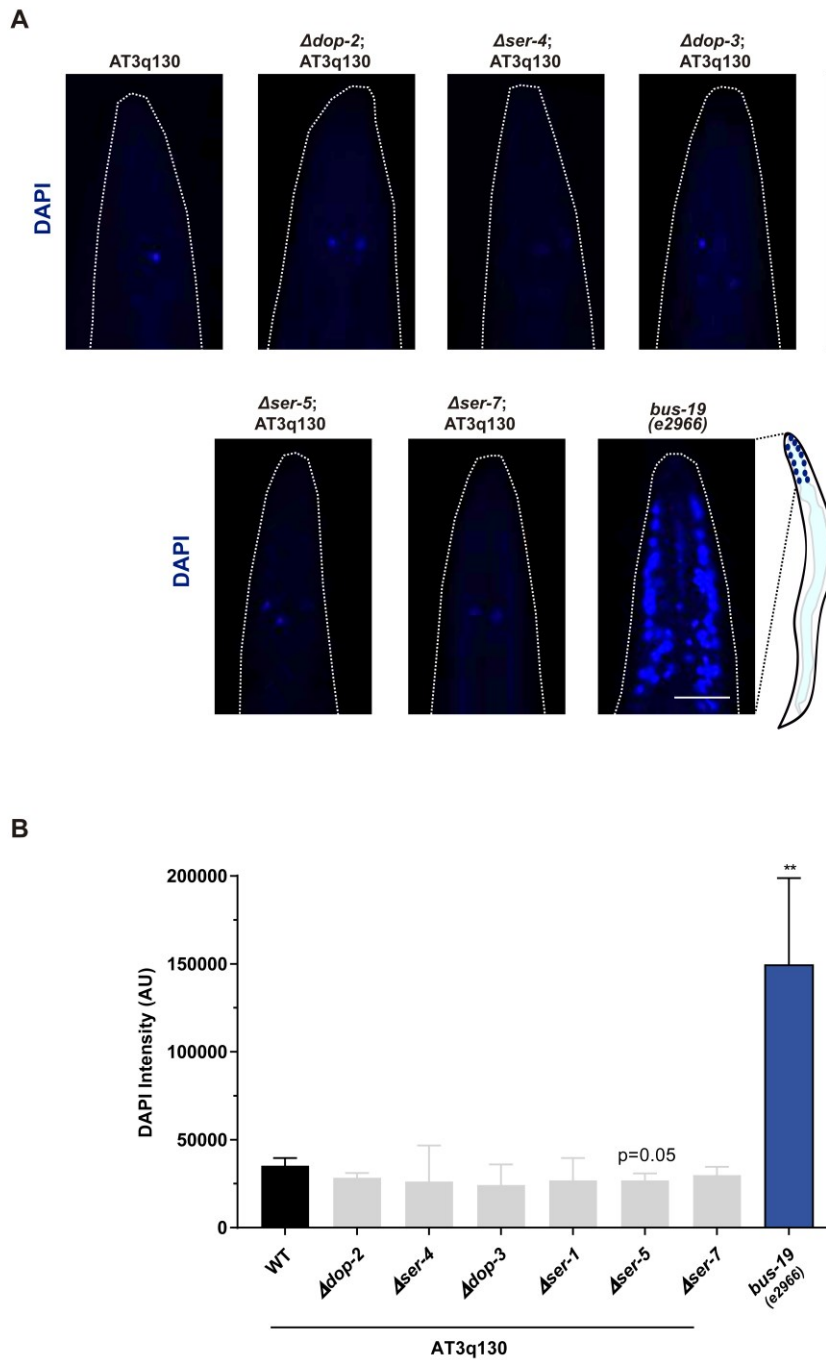 A
AT3q130
Δdop-2;
AT3q130
Δser-4;
AT3q130
Δdop-3;
AT3q130
DAPI
Δser-5;
AT3q130
Δser-7;
AT3q130
bus-19
(e2966)
DAPI
B
DAPI Intensity (AU)
200000
150000
100000
50000
0
p=0.05
**
WT
Δdop-2
Δser-4
Δdop-3
Δser-1
Δser-5
Δser-7
bus-19
(e2966)
AT3q130